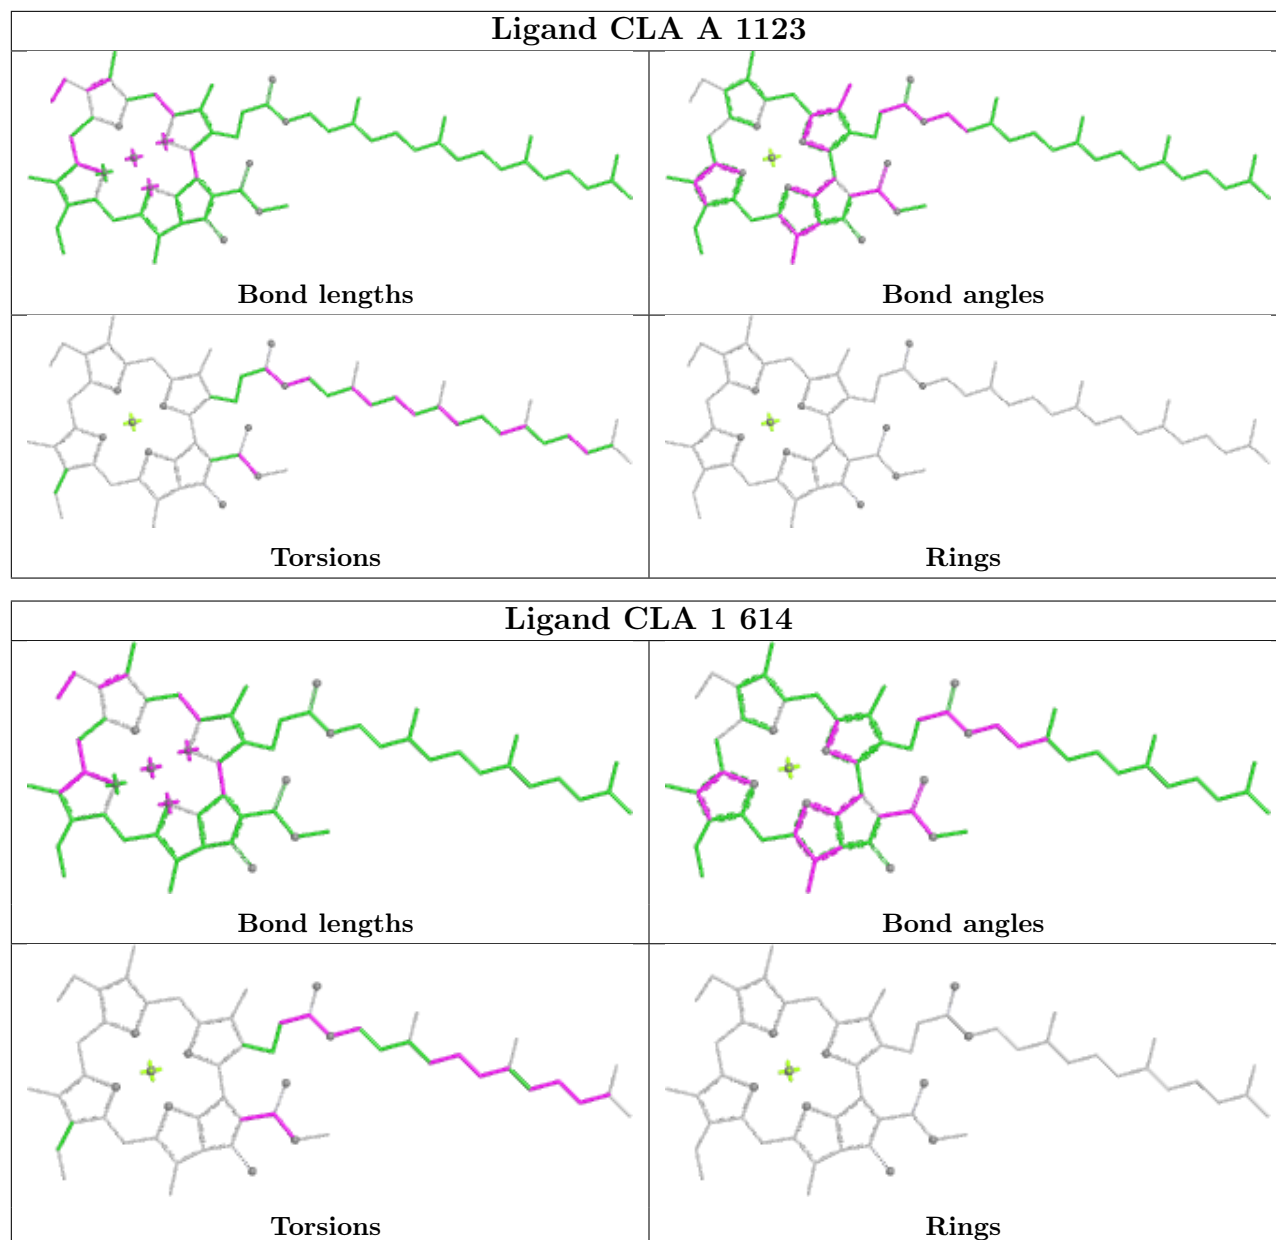 Ligand CLA A 1123
Bond lengths
Bond angles
Torsions
Rings
Ligand CLA 1 614
Bond lengths
Bond angles
Torsions
Rings